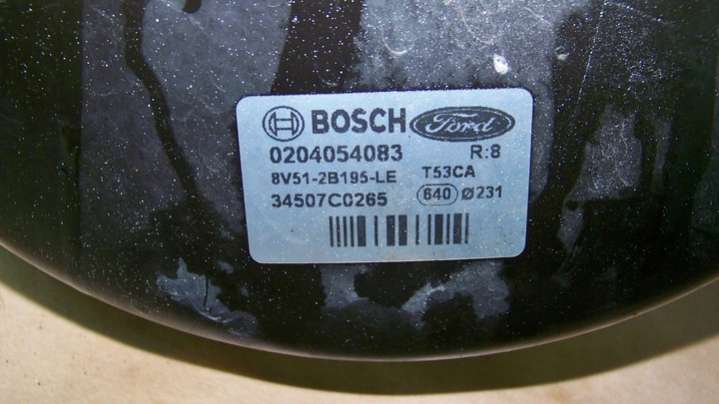 BOSCH Ford
0204054083 R:8
8V51-2B195-LE T53CA
34507C0265 640 Ø231